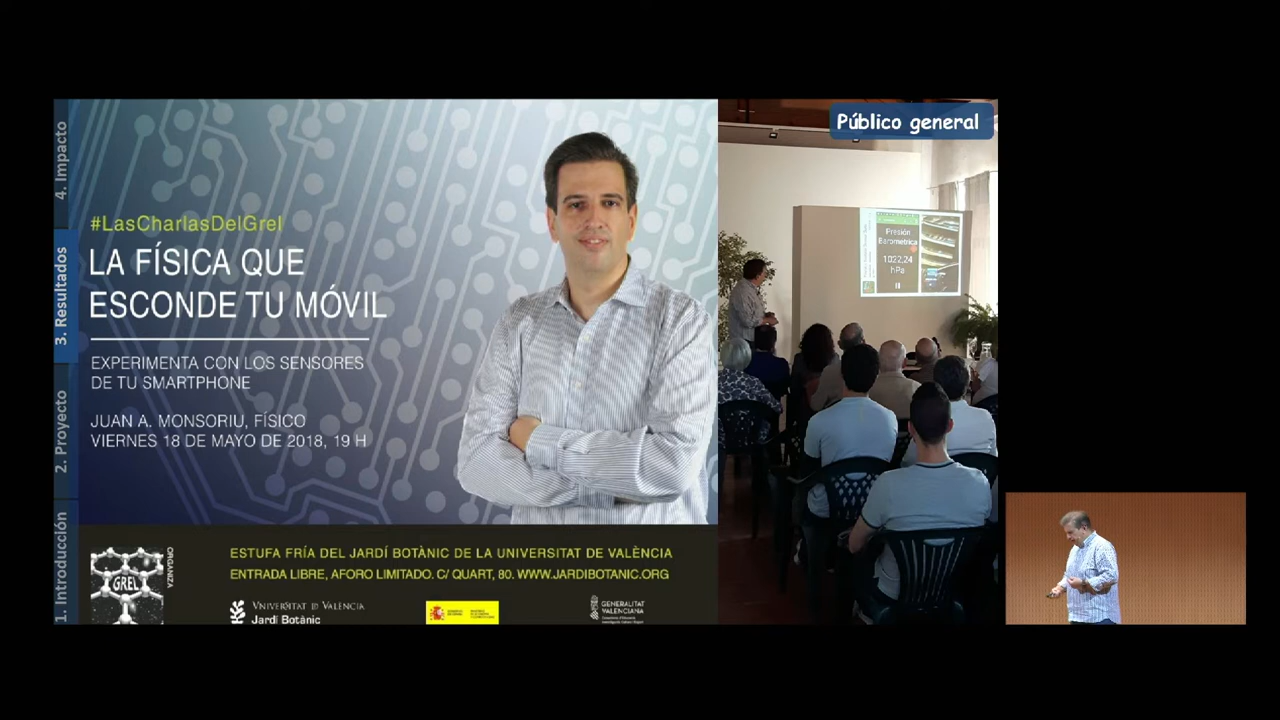 4. Impacto
3. Resultados
2. Proyecto
1. Introducción
#LasCharlasDelGrel
LA FÍSICA QUE
ESCONDE TU MÓVIL
EXPERIMENTA CON LOS SENSORES
DE TU SMARTPHONE
JUAN A. MONSORIU, FÍSICO
VIERNES 18 DE MAYO DE 2018, 19 H
ESTUFA FRÍA DEL JARDÍ BOTÀNIC DE LA UNIVERSITAT DE VALÈNCIA
ENTRADA LIBRE, AFORO LIMITADO. C/ QUART, 80. WWW.JARDIBOTANIC.ORG
ORGANIZA
GREL
VNIVERSITAT D VALENCIA
Jardí Botànic
GENERALITAT
VALENCIANA
Público general
Presión
Barométrica
1022,24
hPa